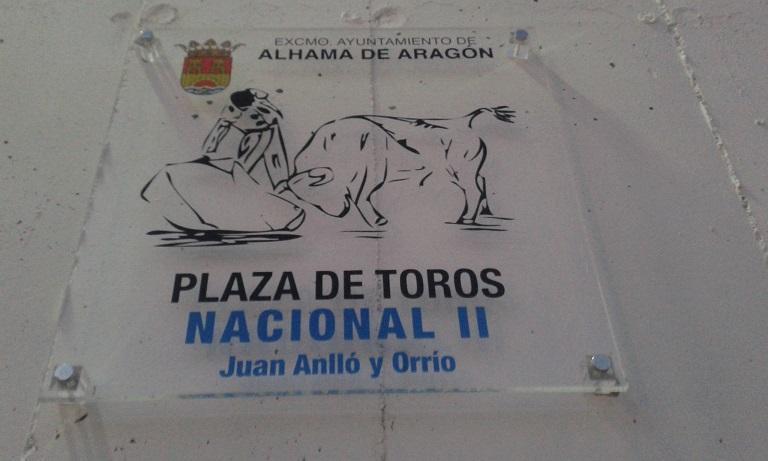 EXCMO. AYUNTAMIENTO DE
ALHAMA DE ARAGÓN
PLAZA DE TOROS
NACIONAL II
Juan Anlló y Orrío